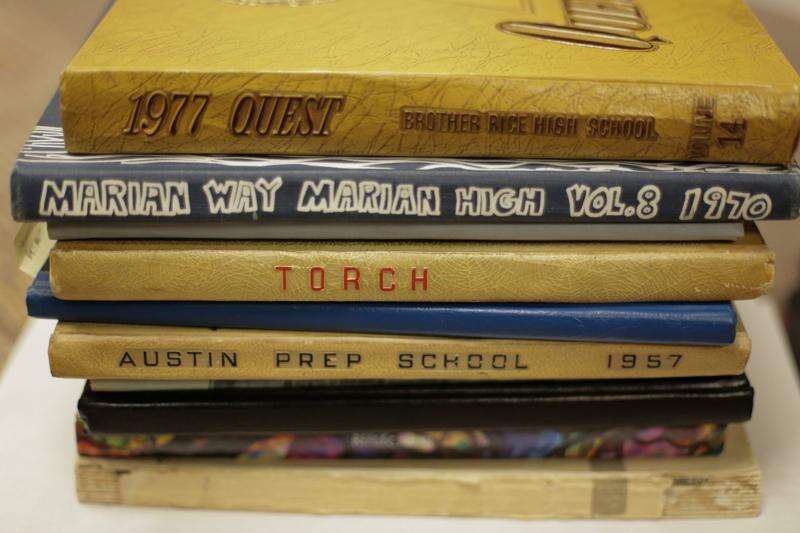 1977 QUEST BROTHER RICE HIGH SCHOOL VOLUME 14
MARIAN WAY MARIAN HIGH VOL.8 1970
TORCH
AUSTIN PREP SCHOOL 1957